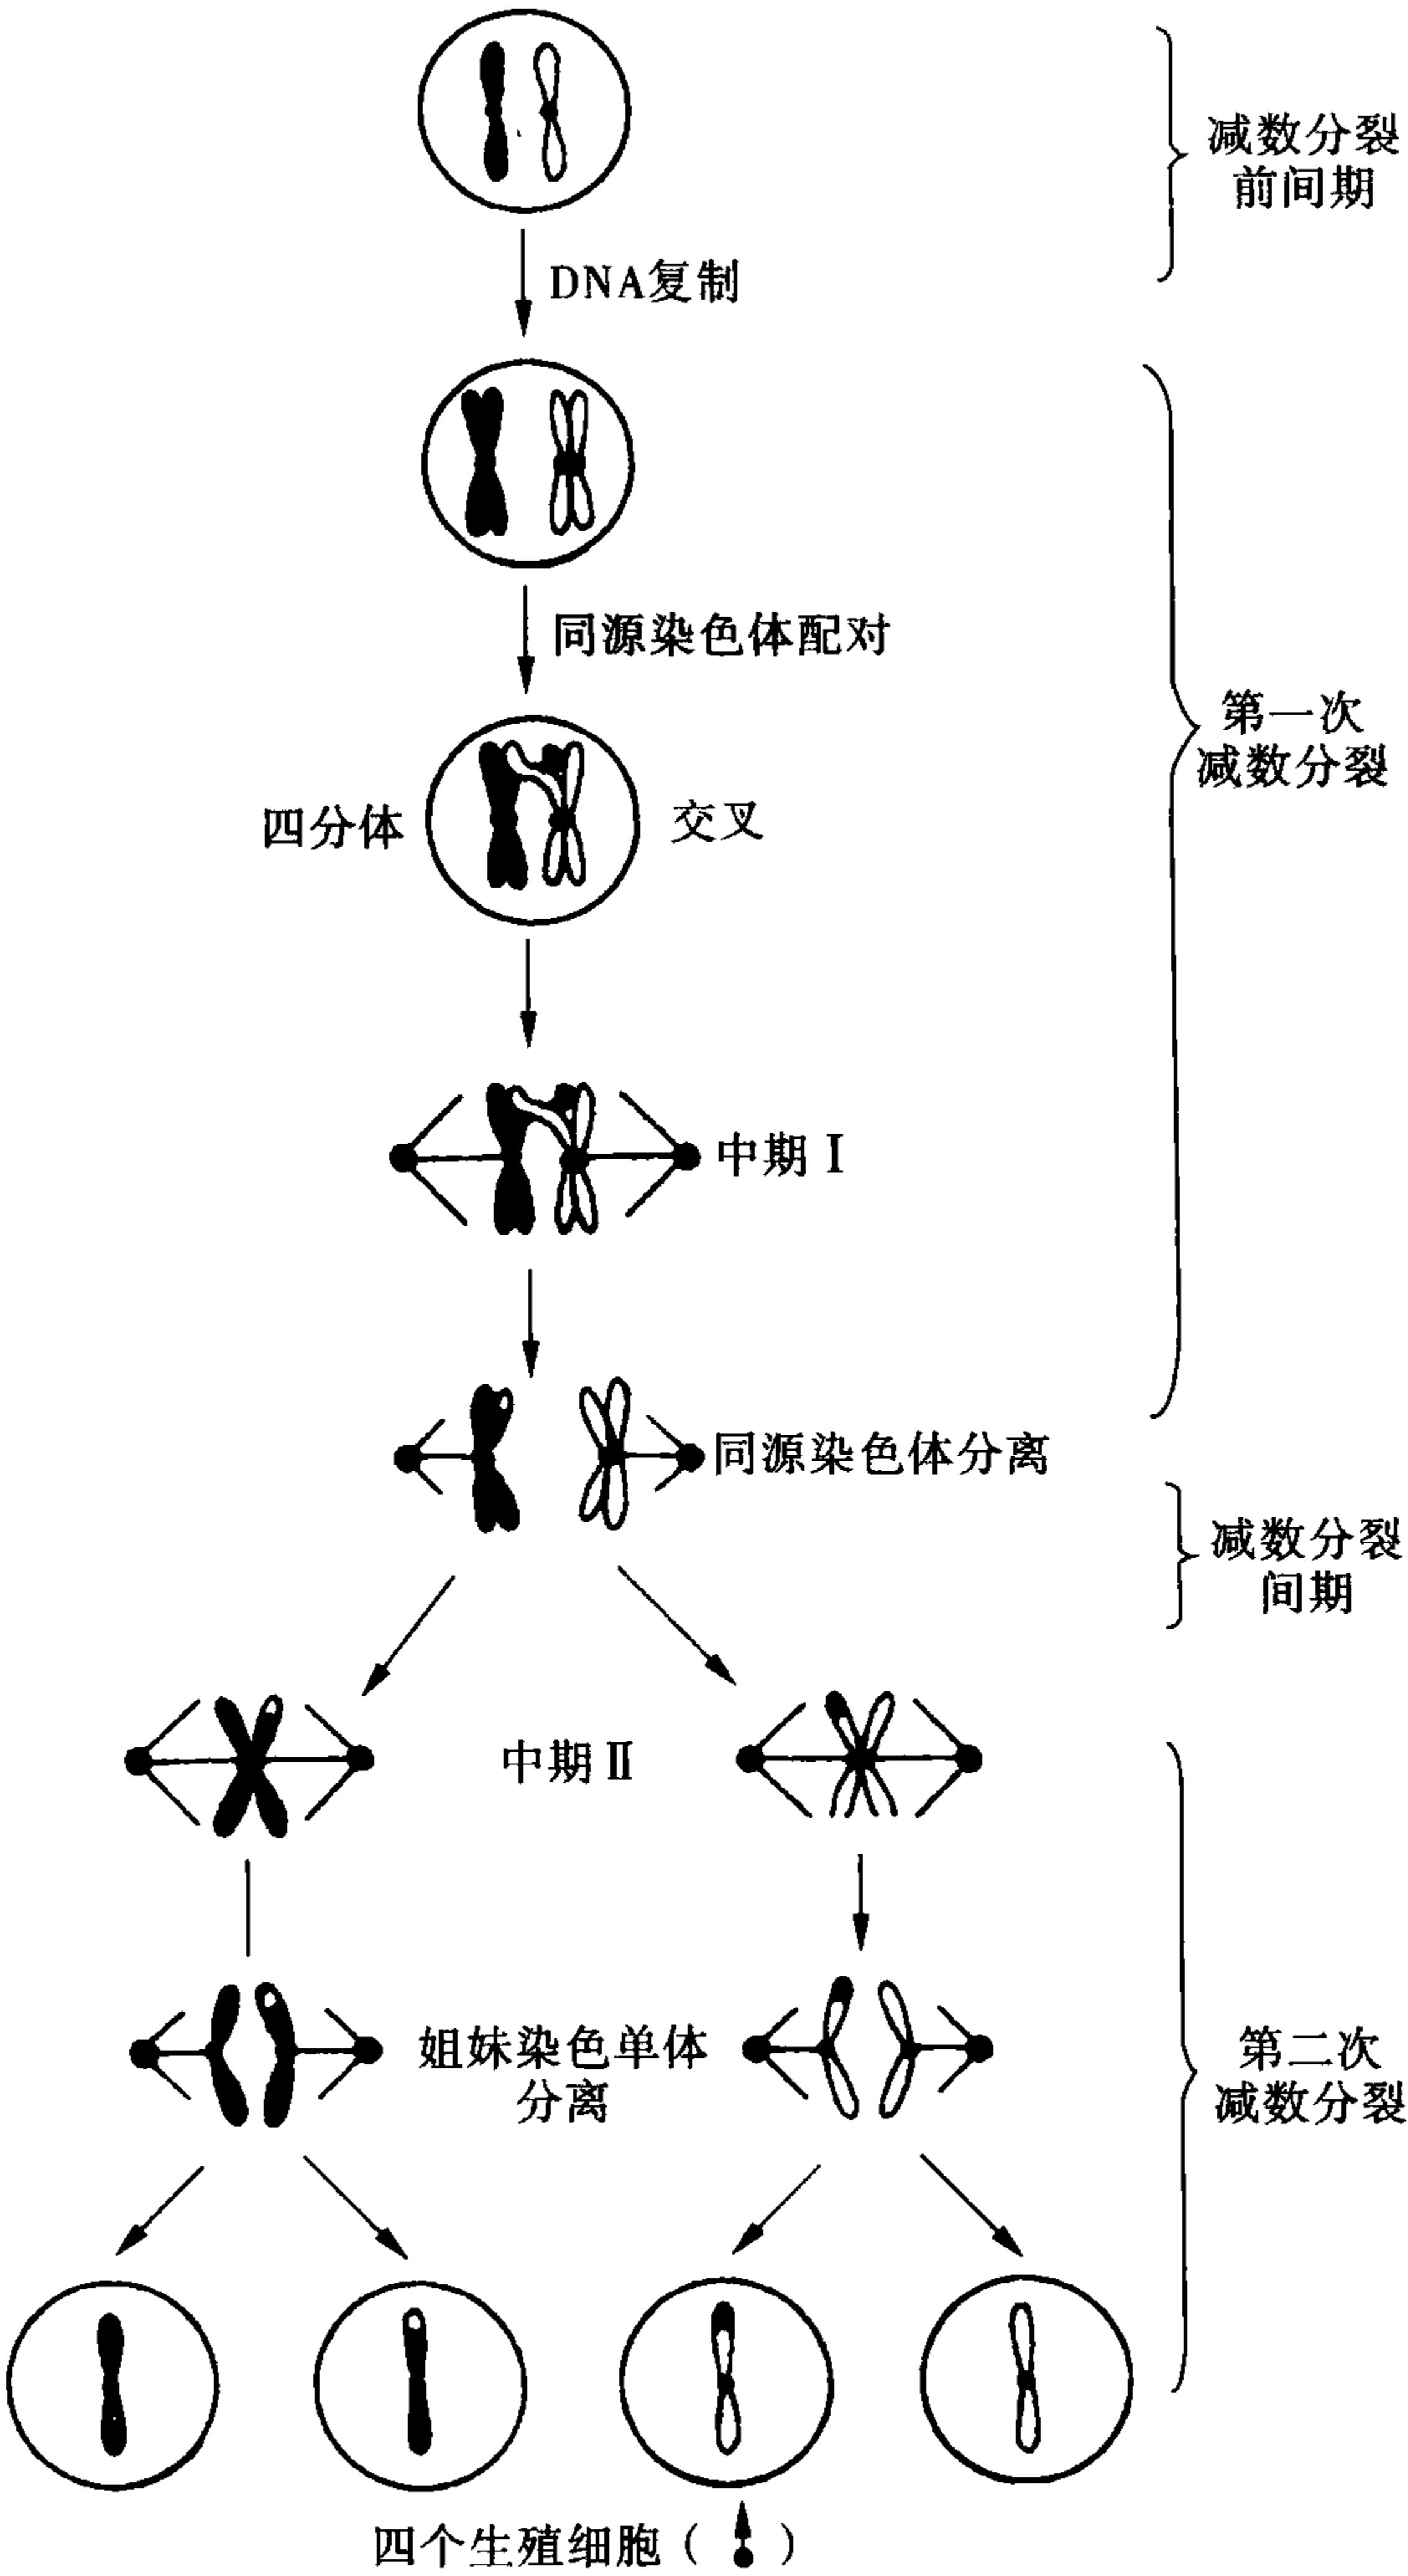 减数分裂
前间期
DNA复制
同源染色体配对
第一次
减数分裂
四分体
交叉
中期Ⅰ
同源染色体分离
减数分裂
间期
中期Ⅱ
姐妹染色单体
分离
第二次
减数分裂
四个生殖细胞( )